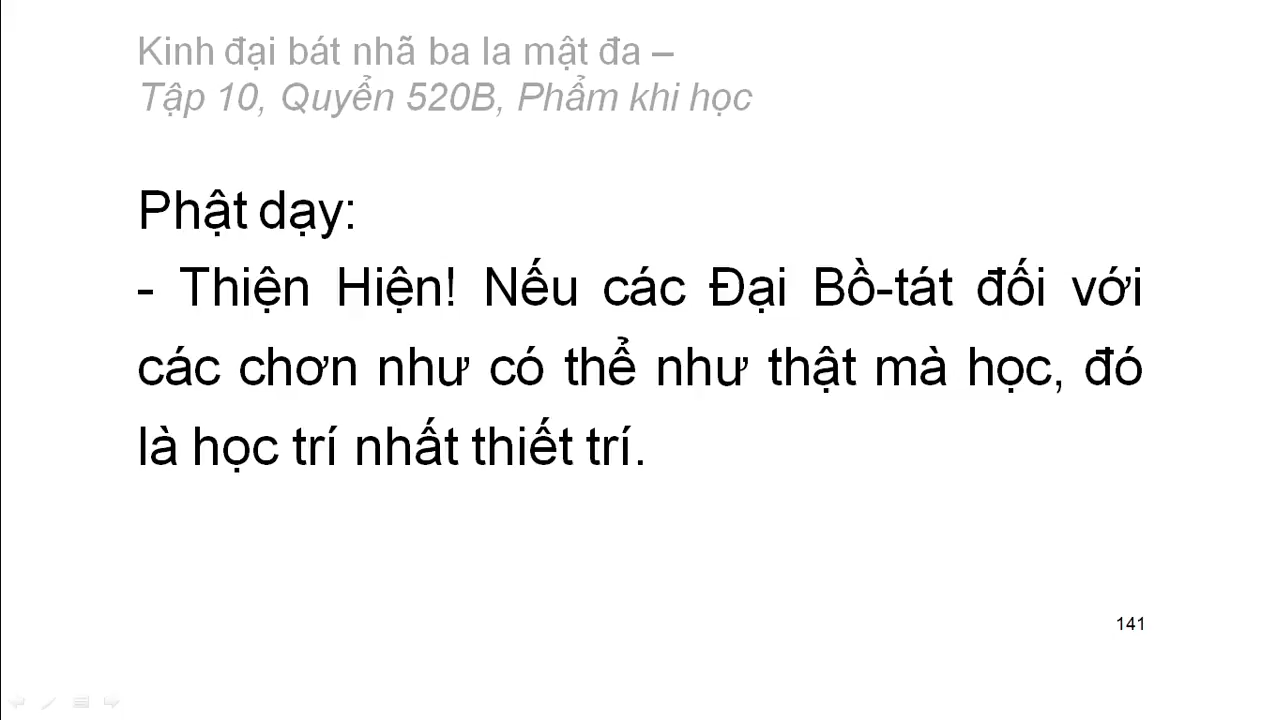 Kinh đại bát nhã ba la mật đa –
Tập 10, Quyển 520B, Phẩm khi học
Phật dạy:
- Thiện Hiện! Nếu các Đại Bồ-tát đối với
các chơn như có thể như thật mà học, đó
là học trí nhất thiết trí.
141